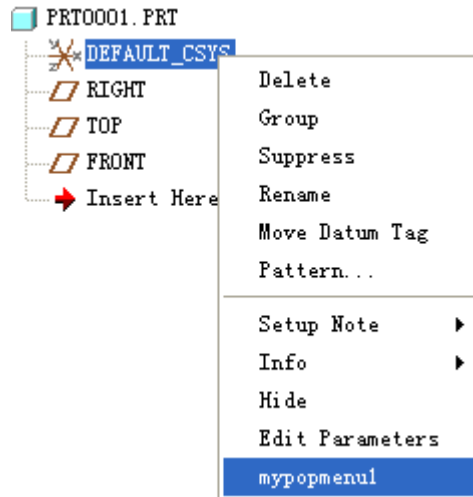 PRT0001.PRT
DEFAULT_CSYS
RIGHT
TOP
FRONT
Insert Here
Delete
Group
Suppress
Rename
Move Datum Tag
Pattern...
Setup Note
Info
Hide
Edit Parameters
mypopmenu1